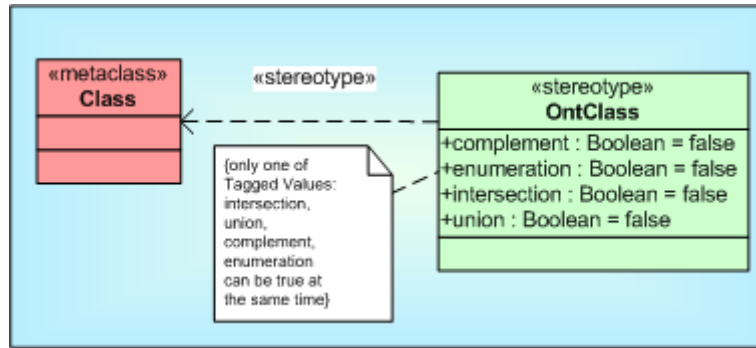 «metaclass»
Class
«stereotype»
«stereotype»
OntClass
+complement : Boolean = false
+enumeration : Boolean = false
+intersection : Boolean = false
+union : Boolean = false
{only one of
Tagged Values:
intersection,
union,
complement,
enumeration
can be true at
the same time}